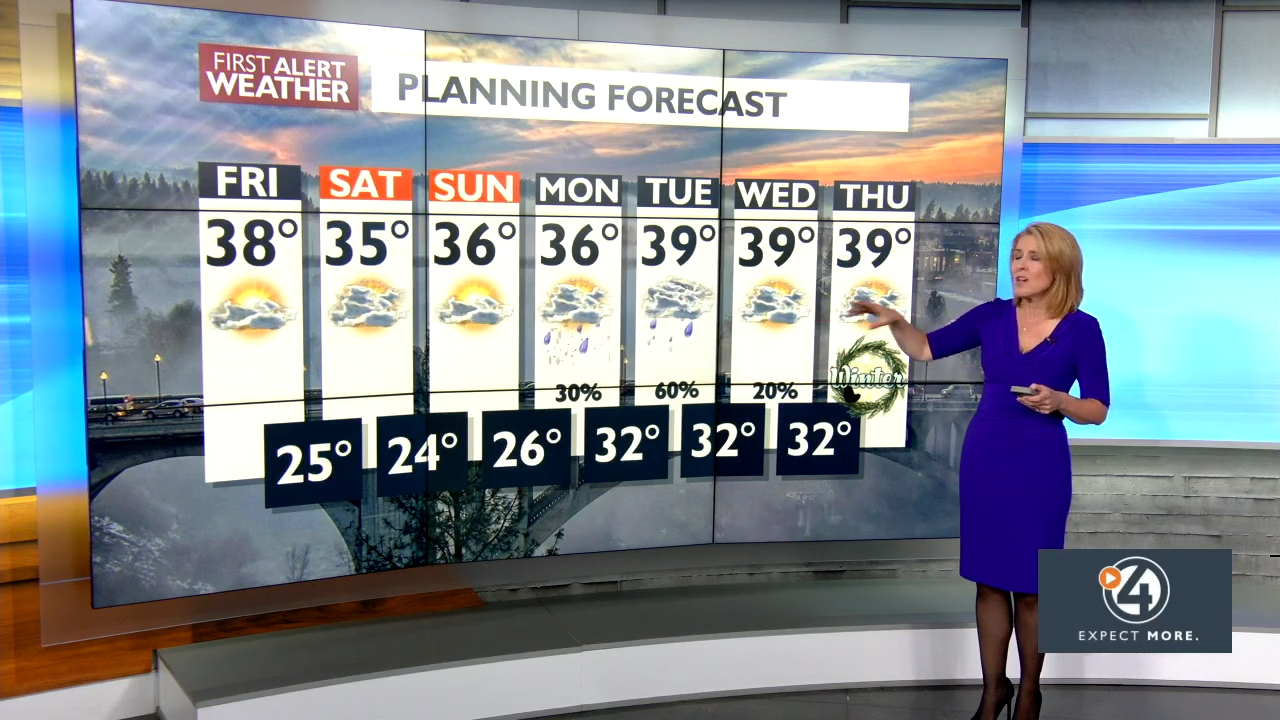 FIRST ALERT
WEATHER
PLANNING FORECAST
FRI SAT SUN MON TUE WED THU
38° 35° 36° 36° 39° 39° 39°
Winter
30% 60% 20%
25° 24° 26° 32° 32° 32°
4
EXPECT MORE.